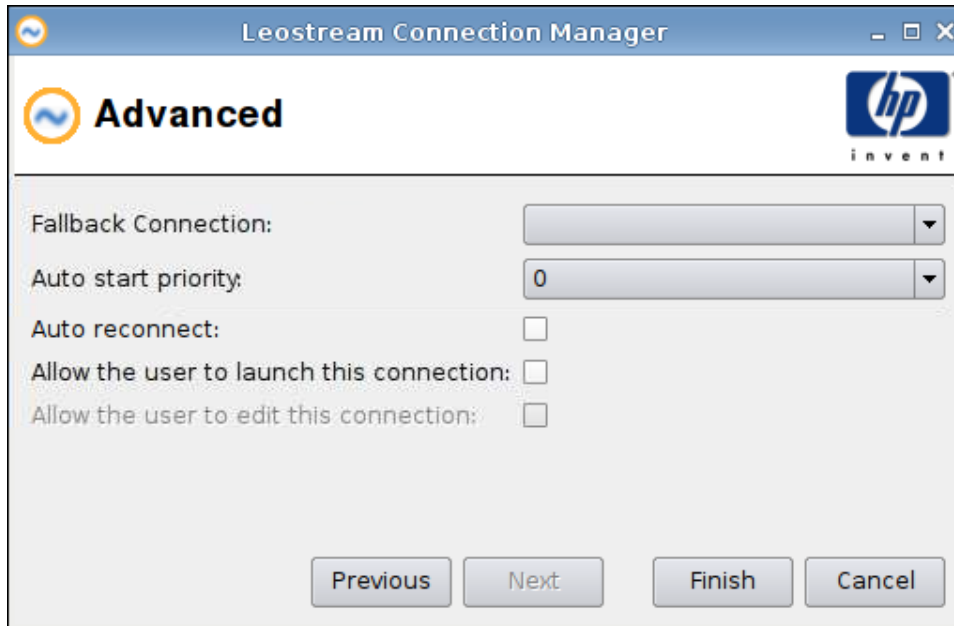 Leostream Connection Manager
Advanced
hp
invent
Fallback Connection:
Auto start priority: 0
Auto reconnect:
Allow the user to launch this connection:
Allow the user to edit this connection:
Previous Next Finish Cancel